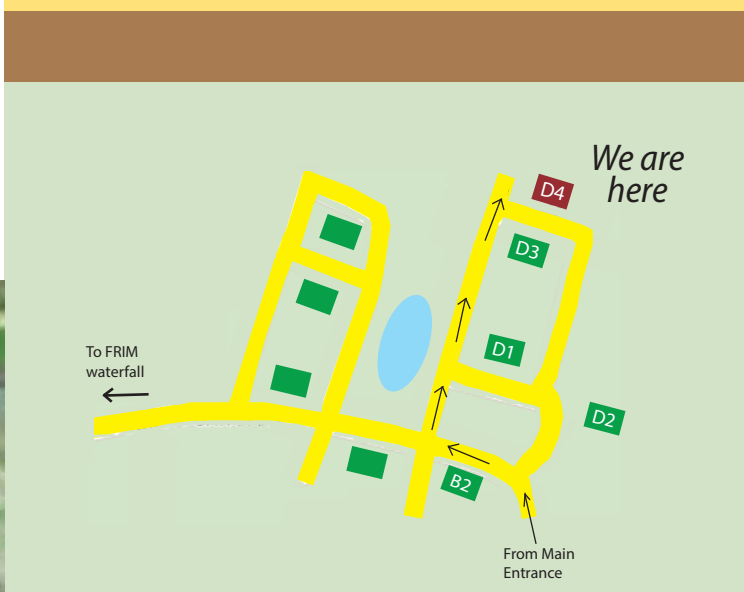 We are
here
D4
D3
D1
To FRIM
waterfall
D2
B2
From Main
Entrance